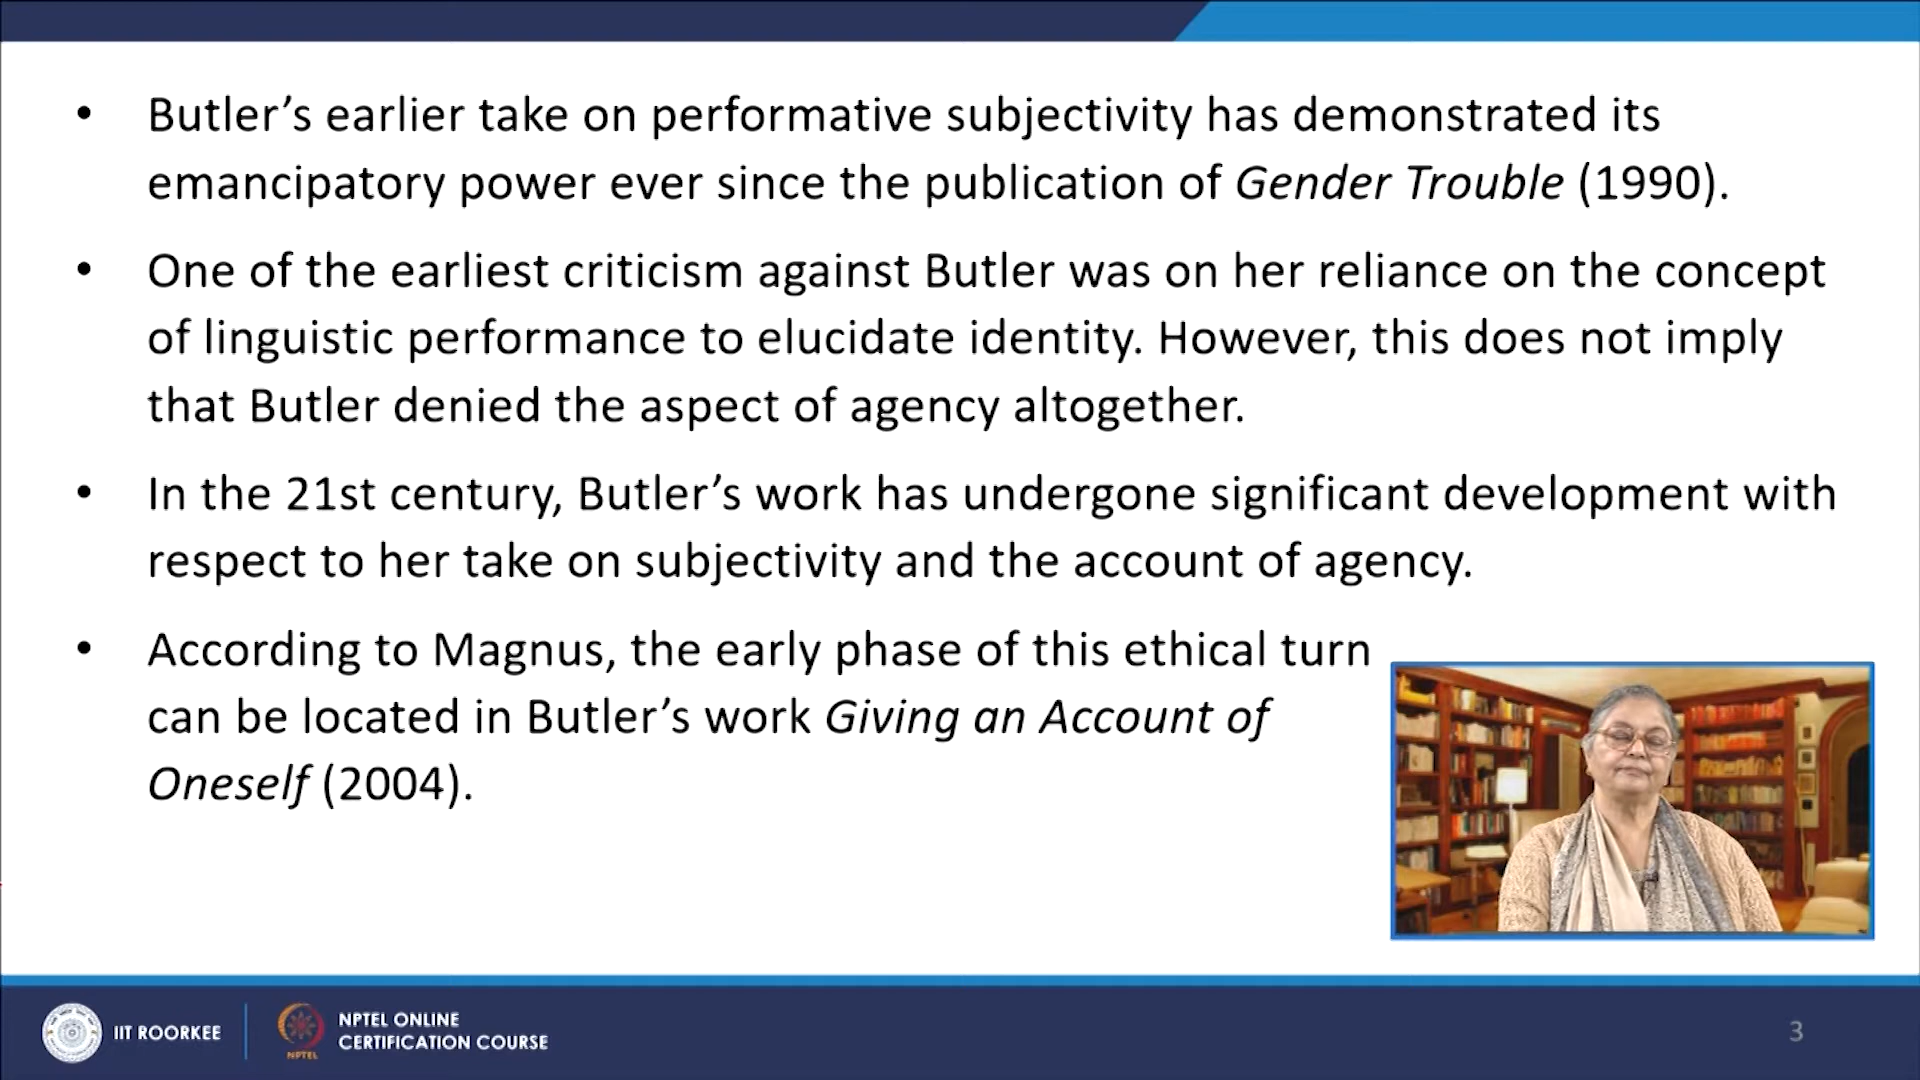 • Butler’s earlier take on performative subjectivity has demonstrated its
emancipatory power ever since the publication of Gender Trouble (1990).
• One of the earliest criticism against Butler was on her reliance on the concept
of linguistic performance to elucidate identity. However, this does not imply
that Butler denied the aspect of agency altogether.
• In the 21st century, Butler’s work has undergone significant development with
respect to her take on subjectivity and the account of agency.
• According to Magnus, the early phase of this ethical turn
can be located in Butler’s work Giving an Account of
Oneself (2004).
IIT ROORKEE
NPTEL
NPTEL ONLINE
CERTIFICATION COURSE
3